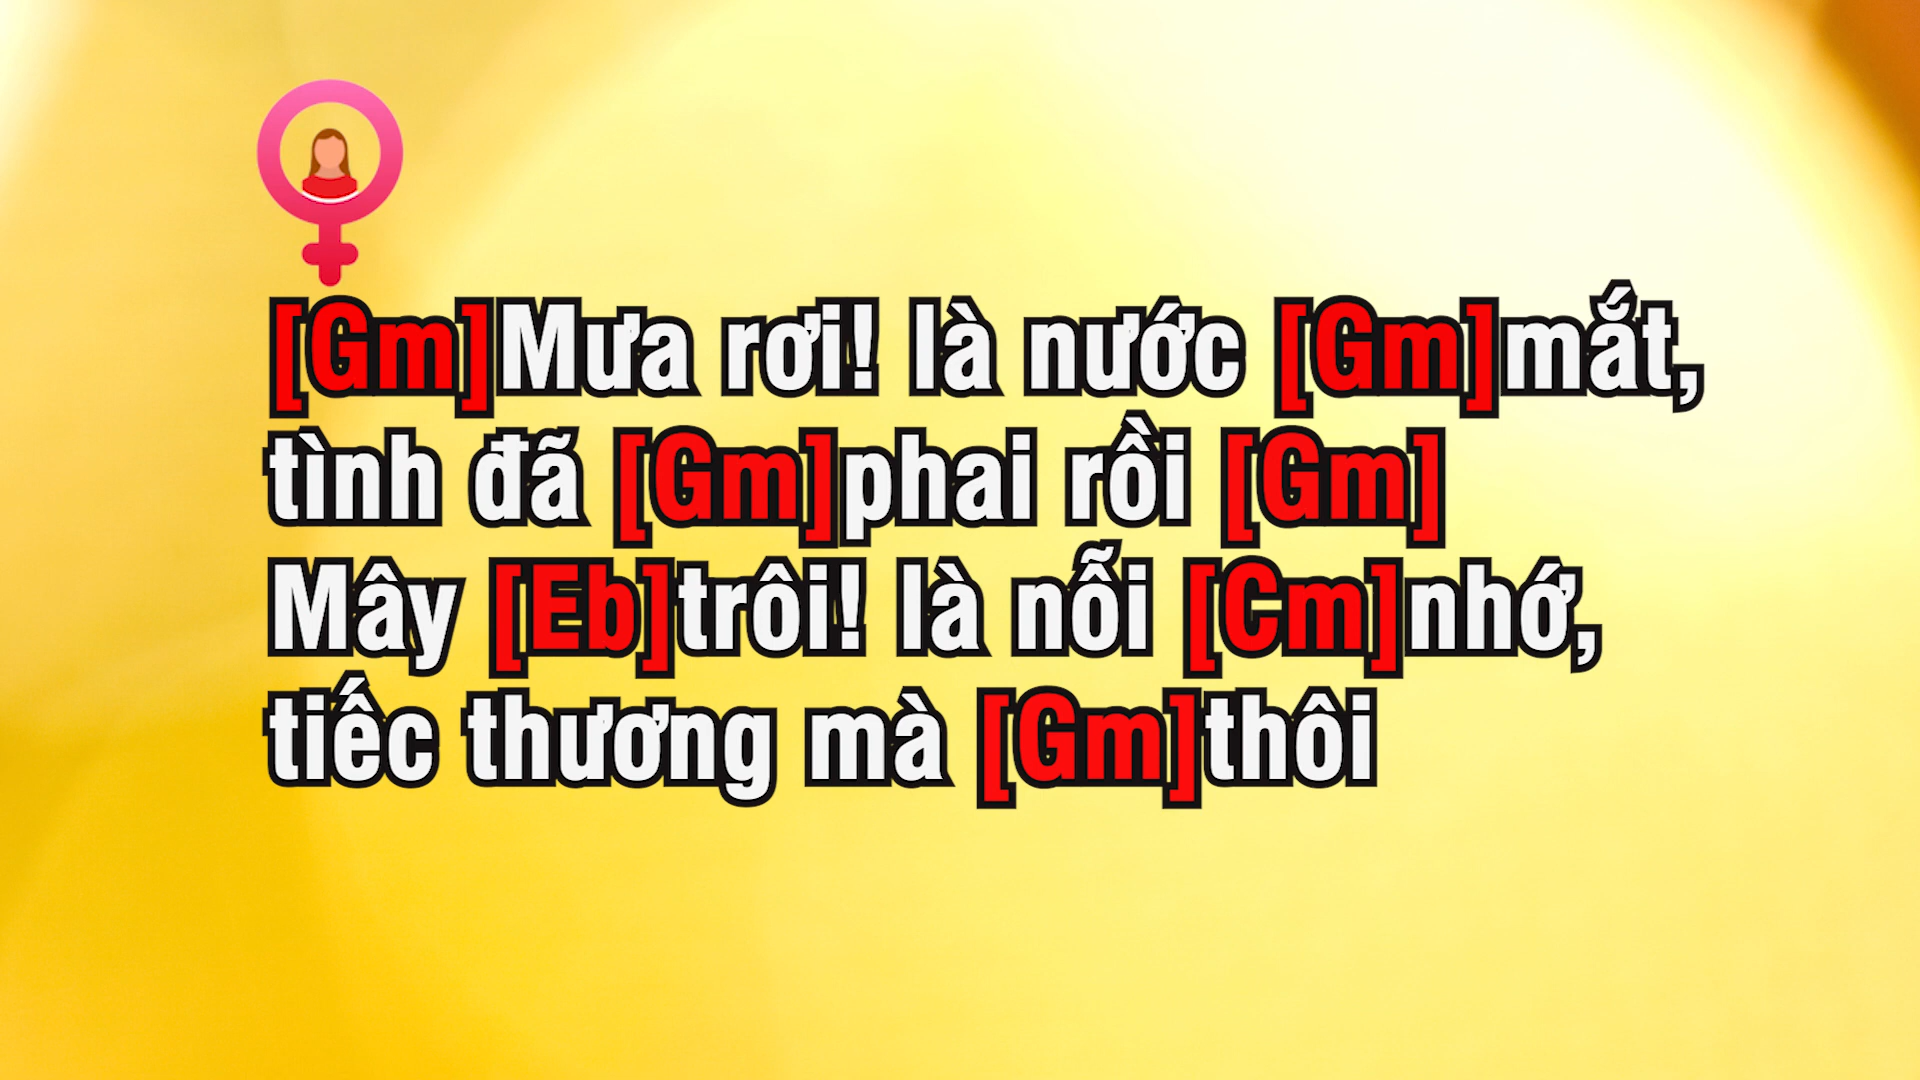 [Gm]Mưa rơi! là nước [Gm]mắt,
tình đã [Gm]phai rồi [Gm]
Mây [Eb]trôi! là nỗi [Cm]nhớ,
tiếc thương mà [Gm]thôi